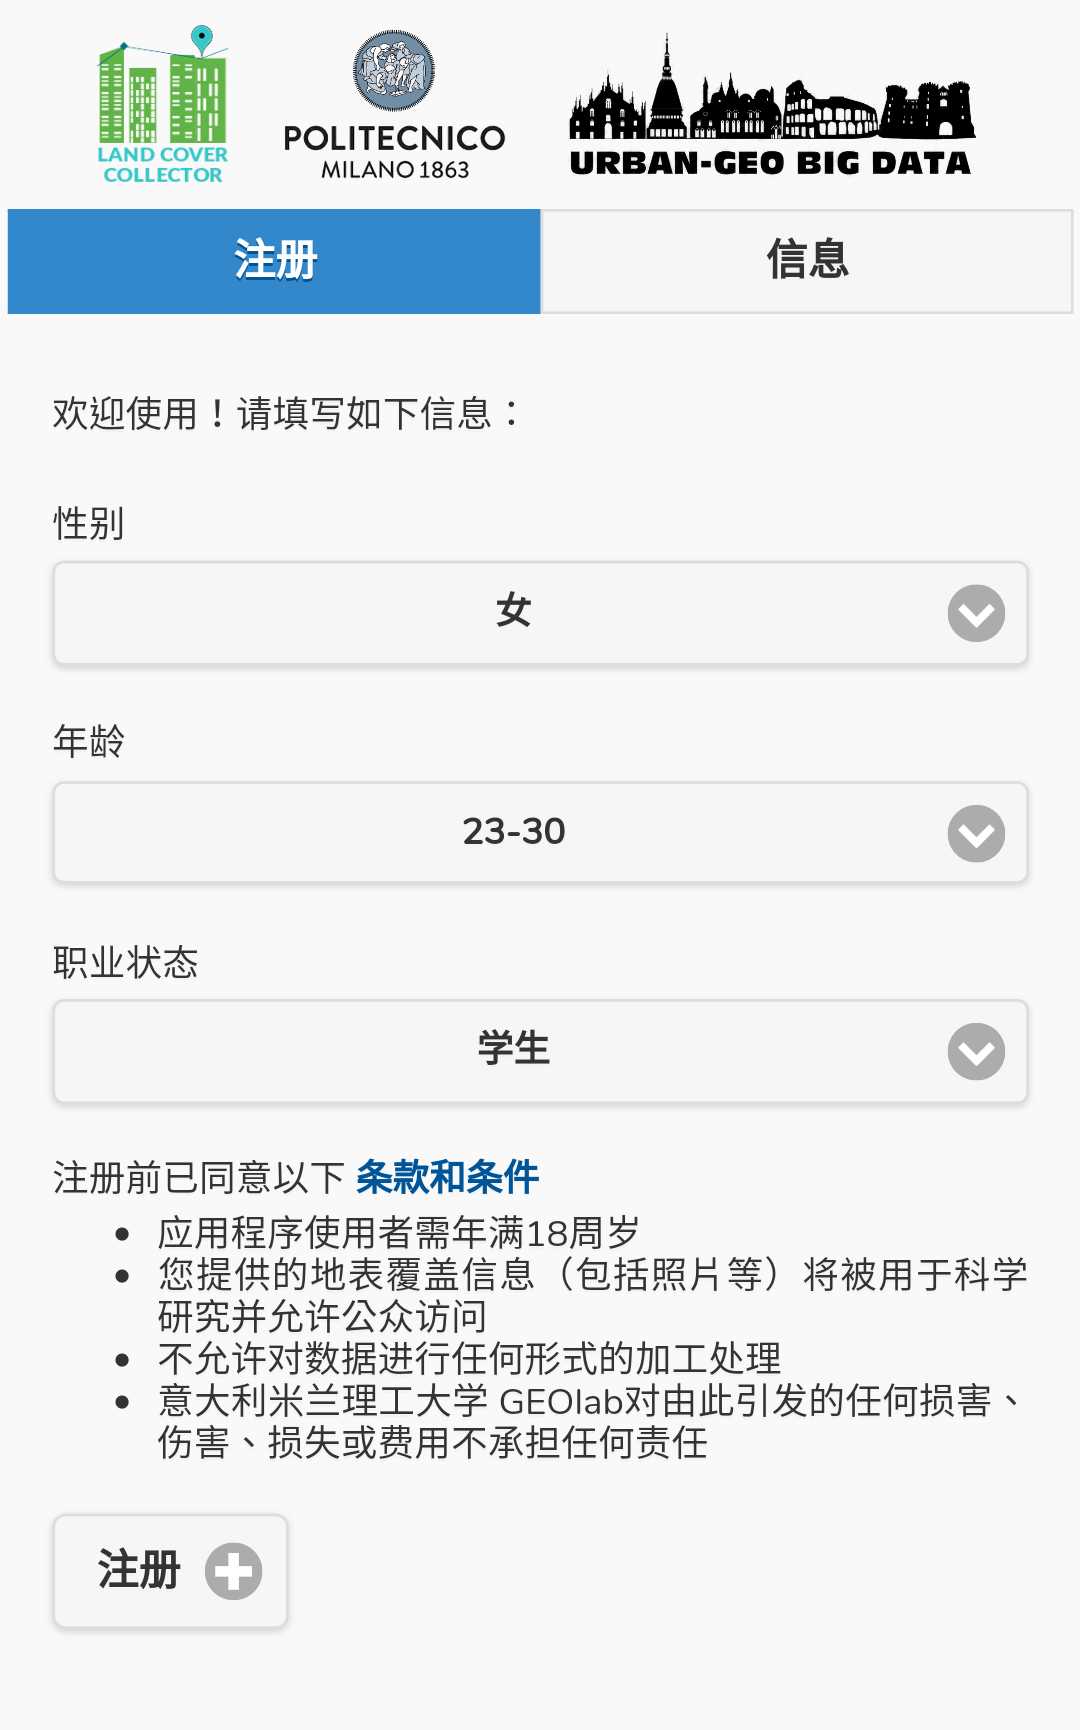 LAND COVER
COLLECTOR
POLITECNICO
MILANO 1863
URBAN-GEO BIG DATA
注册
信息
欢迎使用！请填写如下信息：
性别
女
年龄
23-30
职业状态
学生
注册前已同意以下 条款和条件
• 应用程序使用者需年满18周岁
• 您提供的地表覆盖信息（包括照片等）将被用于科学
研究并允许公众访问
• 不允许对数据进行任何形式的加工处理
• 意大利米兰理工大学 GEOlab对由此引发的任何损害、
伤害、损失或费用不承担任何责任
注册